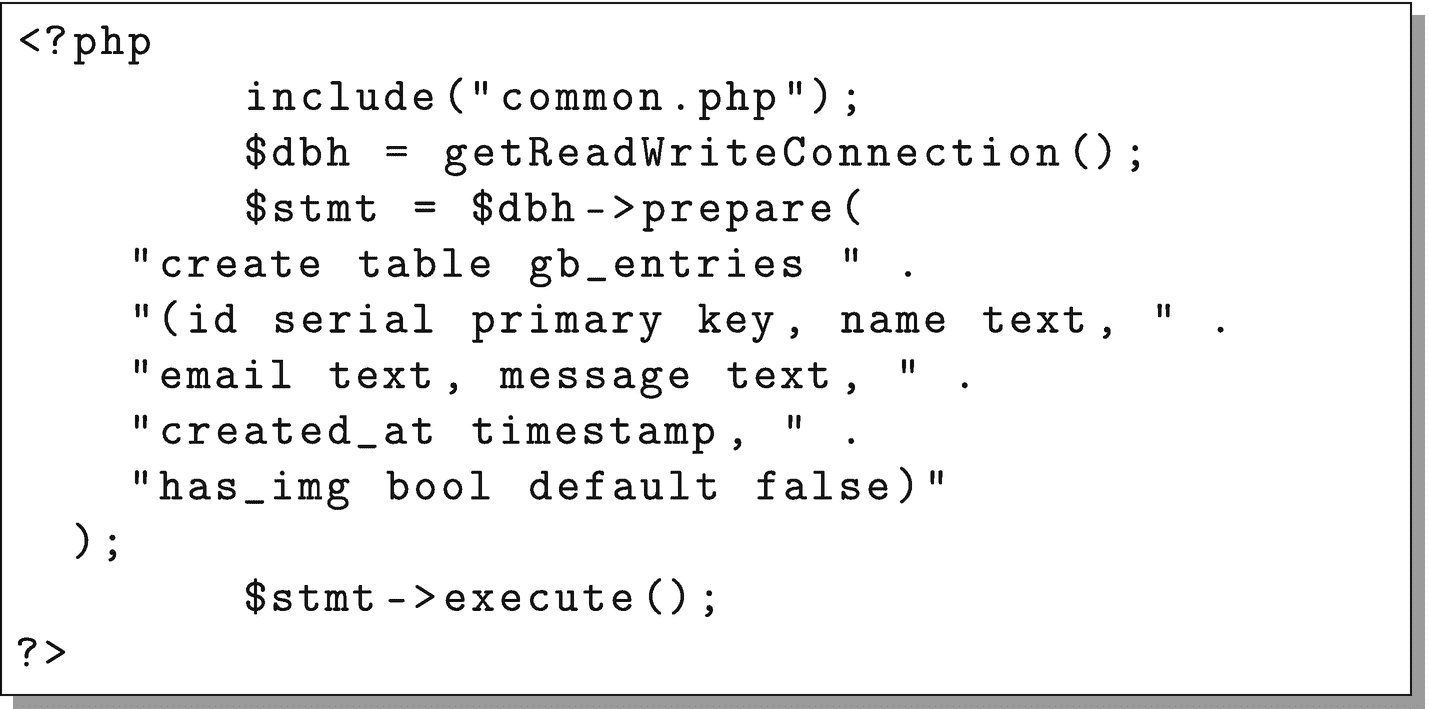 <?php
include("common.php");
$dbh = getReadWriteConnection();
$stmt = $dbh->prepare(
"create table gb_entries " .
"(id serial primary key, name text, " .
"email text, message text, " .
"created_at timestamp, " .
"has_img bool default false)"
);
$stmt->execute();
?>